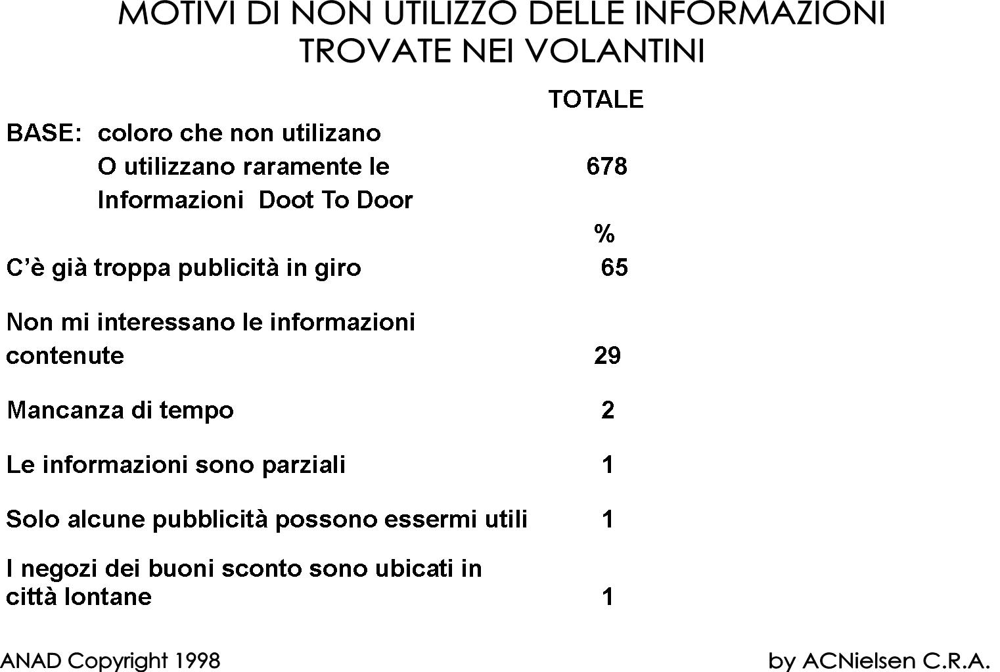 MOTIVI DI NON UTILIZZO DELLE INFORMAZIONI
TROVATE NEI VOLANTINI
TOTALE
BASE: coloro che non utilizano
O utilizzano raramente le 678
Informazioni Doot To Door
%
C’è già troppa publicità in giro 65
Non mi interessano le informazioni
contenute 29
Mancanza di tempo 2
Le informazioni sono parziali 1
Solo alcune pubblicità possono essermi utili 1
I negozi dei buoni sconto sono ubicati in
città lontane 1
ANAD Copyright 1998 by ACNielsen C.R.A.